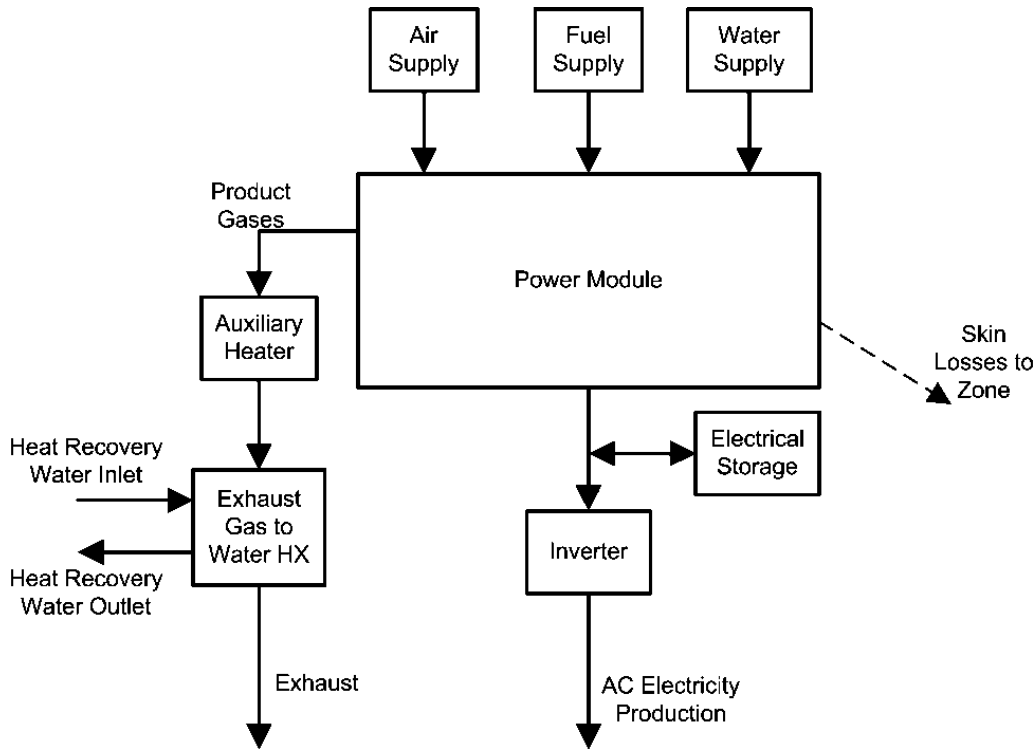 Air
Supply
Fuel
Supply
Water
Supply
Product
Gases
Power Module
Auxiliary
Heater
Skin
Losses to
Zone
Heat Recovery
Water Inlet
Electrical
Storage
Exhaust
Gas to
Water HX
Inverter
Heat Recovery
Water Outlet
Exhaust
AC Electricity
Production